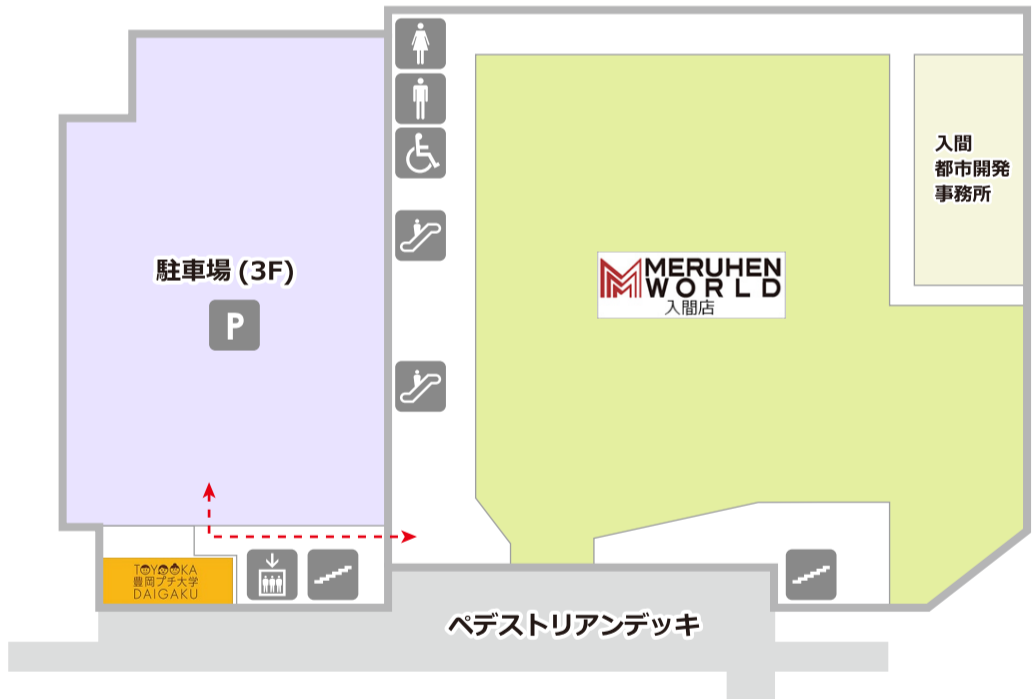 入間
都市開発
事務所
駐車場 (3F)
P
MERUHEN
WORLD
入間店
TOYOOKA
豊岡プチ大学
DAIGAKU
ペデストリアンデッキ